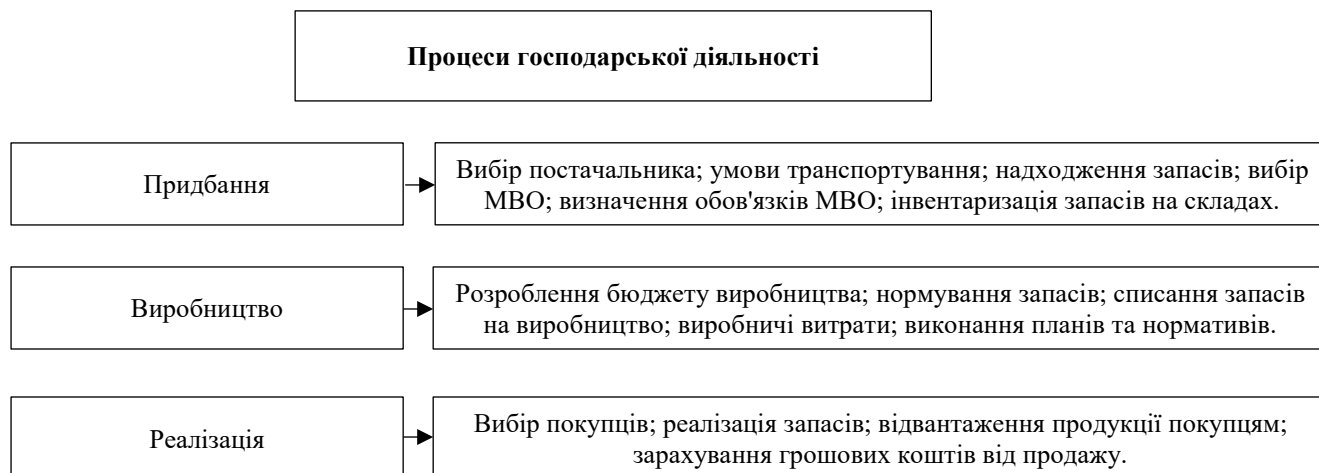 Процеси господарської діяльності
Придбання
Вибір постачальника; умови транспортування; надходження запасів; вибір
МВО; визначення обов'язків МВО; інвентаризація запасів на складах.
Виробництво
Розроблення бюджету виробництва; нормування запасів; списання запасів
на виробництво; виробничі витрати; виконання планів та нормативів.
Реалізація
Вибір покупців; реалізація запасів; відвантаження продукції покупцям;
зарахування грошових коштів від продажу.